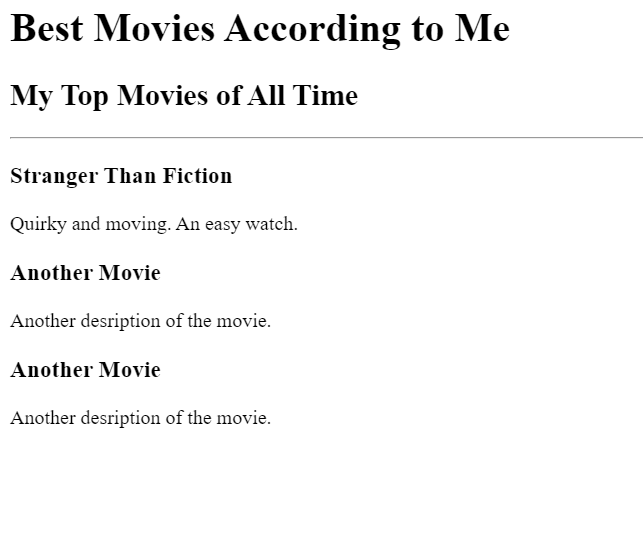 Best Movies According to Me
My Top Movies of All Time
Stranger Than Fiction
Quirky and moving. An easy watch.
Another Movie
Another desription of the movie.
Another Movie
Another desription of the movie.